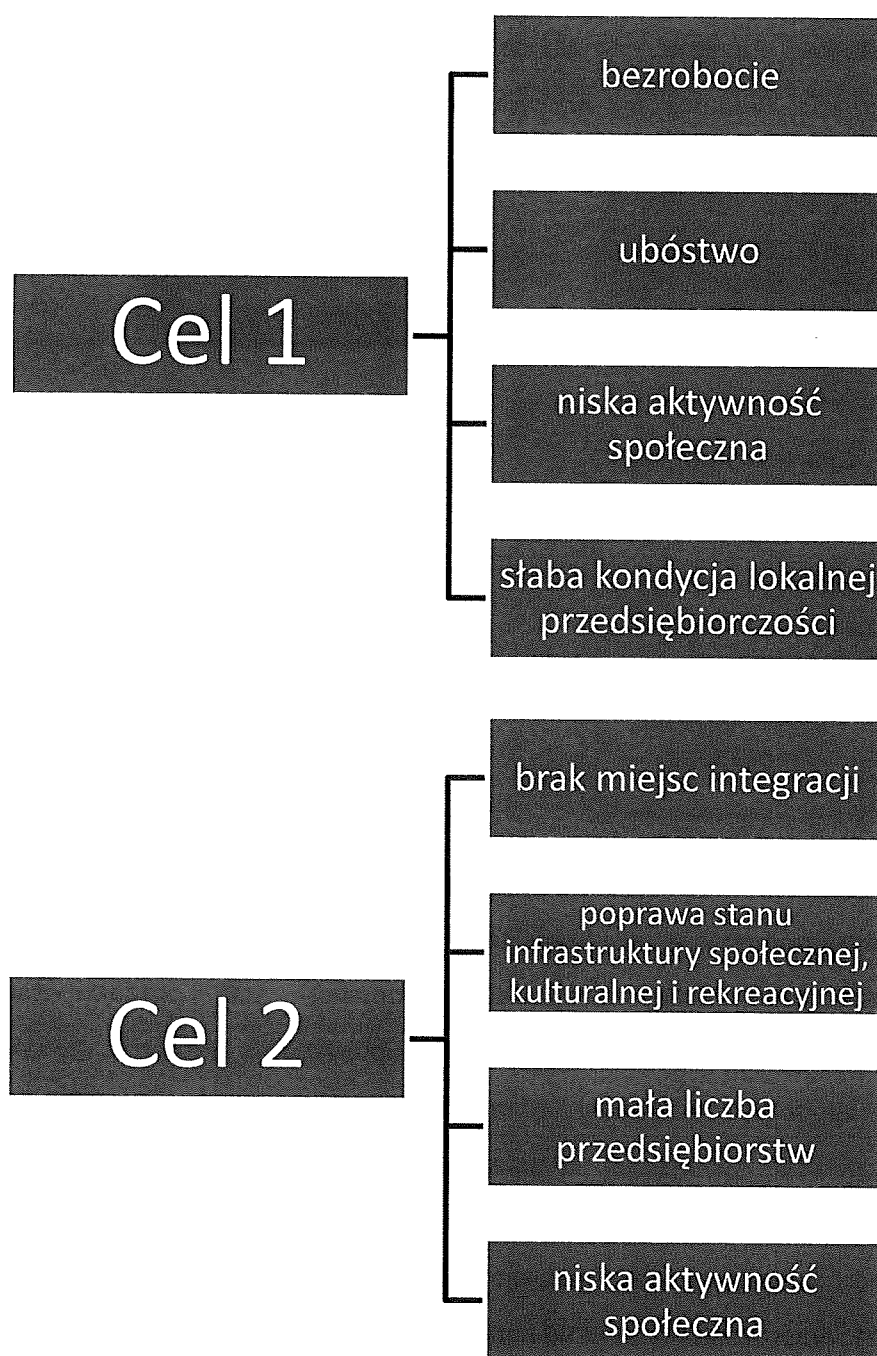 Cel 1
bezrobocie
ubóstwo
niska aktywność
społeczna
słaba kondycja lokalnej
przedsiębiorczości
Cel 2
brak miejsc integracji
poprawa stanu
infrastruktury społecznej,
kulturalnej i rekreacyjnej
mała liczba
przedsiębiorstw
niska aktywność
społeczna